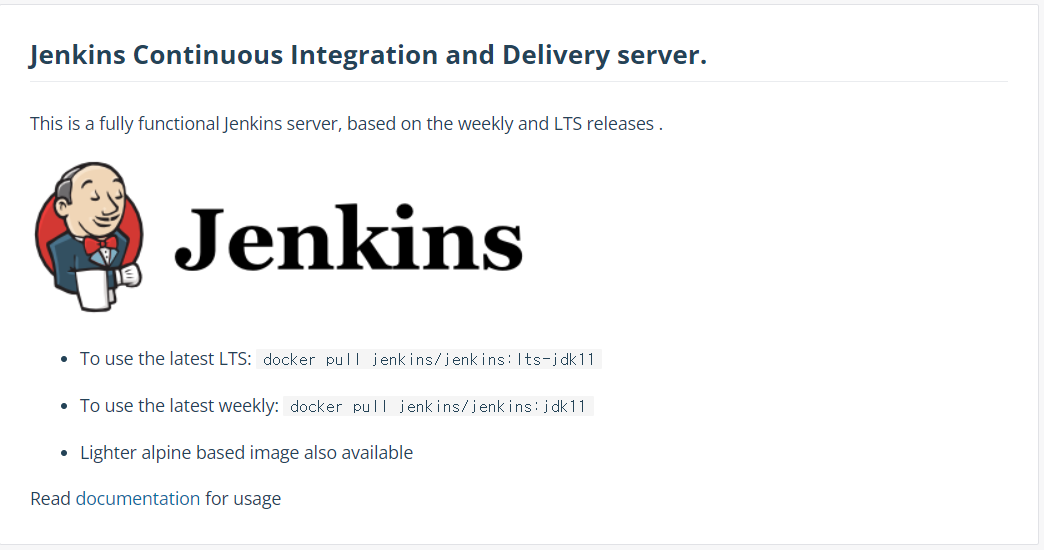 Jenkins Continuous Integration and Delivery server.
This is a fully functional Jenkins server, based on the weekly and LTS releases .
Jenkins
• To use the latest LTS: docker pull jenkins/jenkins:lts-jdk11
• To use the latest weekly: docker pull jenkins/jenkins:jdk11
• Lighter alpine based image also available
Read documentation for usage